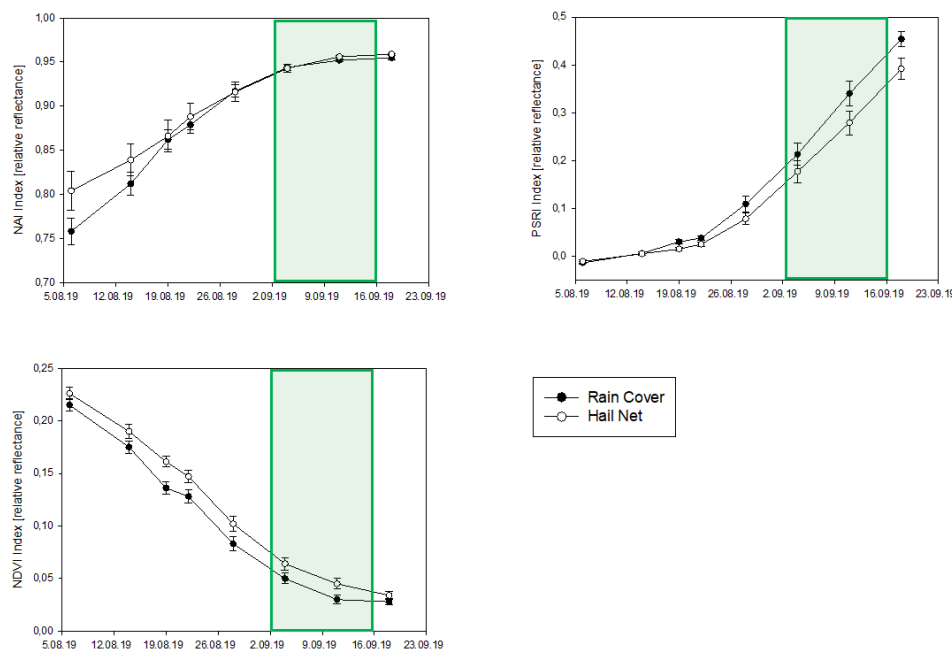 NAI Index [relative reflectance]
1,00
0,95
0,90
0,85
0,80
0,75
0,70
5.08.19 12.08.19 19.08.19 26.08.19 2.09.19 9.09.19 16.09.19 23.09.19
PSRI Index [relative reflectance]
0,5
0,4
0,3
0,2
0,1
0,0
5.08.19 12.08.19 19.08.19 26.08.19 2.09.19 9.09.19 16.09.19 23.09.19
NDVI Index [relative reflectance]
0,25
0,20
0,15
0,10
0,05
0,00
5.08.19 12.08.19 19.08.19 26.08.19 2.09.19 9.09.19 16.09.19 23.09.19
Rain Cover
Hail Net